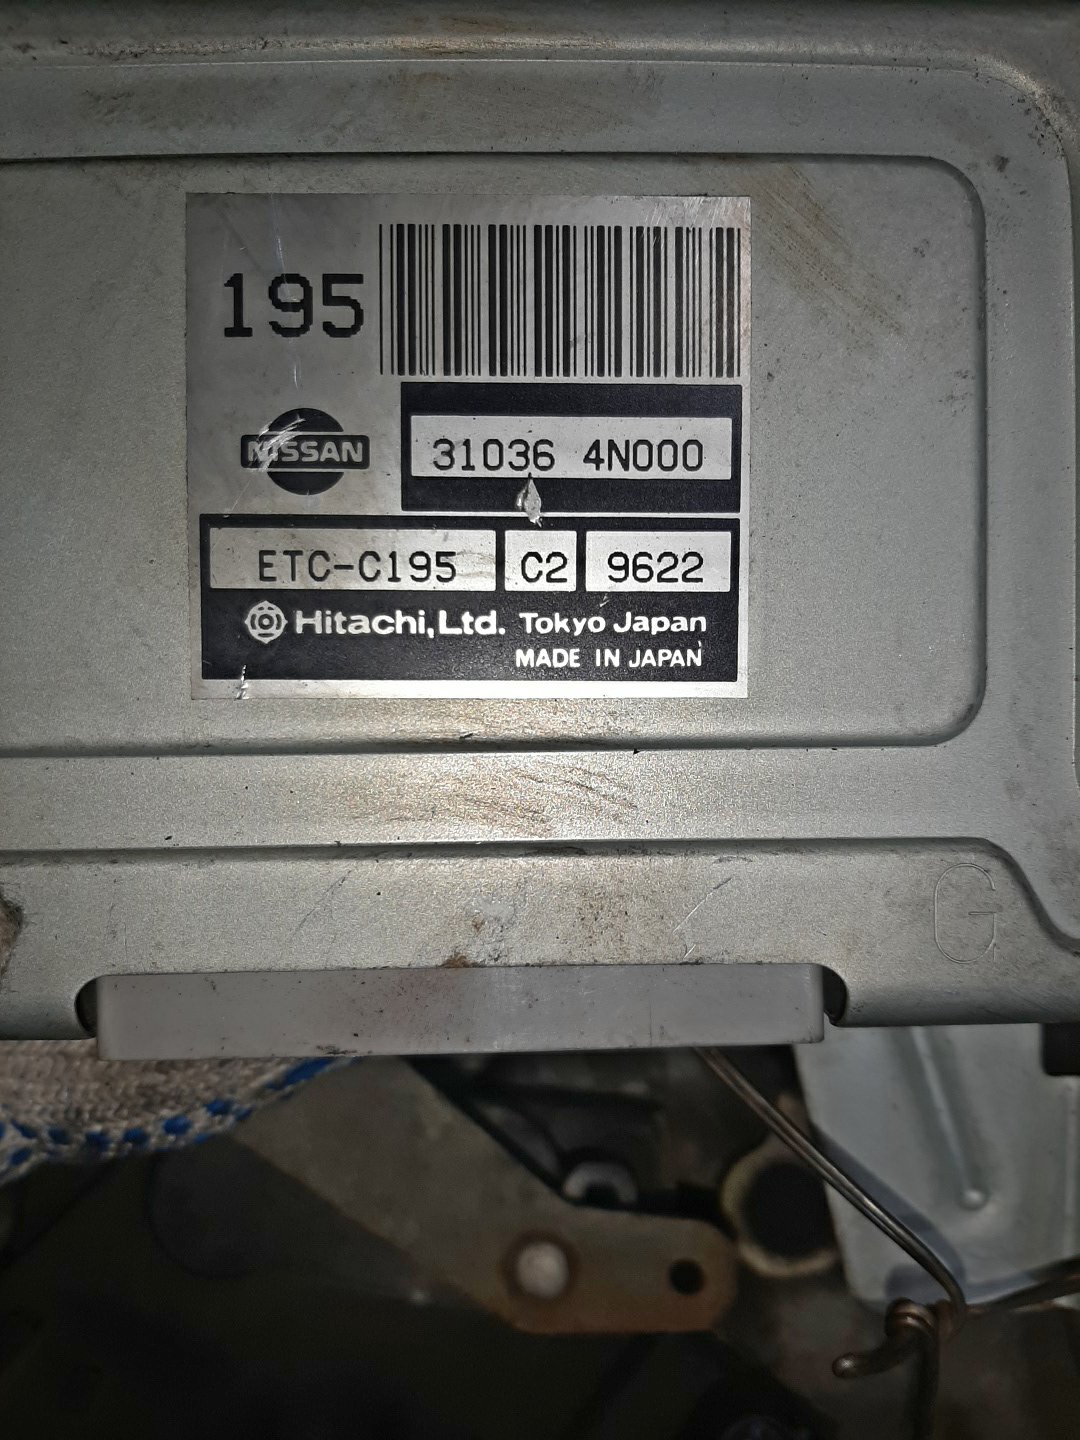 195
NISSAN
31036 4N000
ETC-C195 C2 9622
Hitachi, Ltd. Tokyo Japan
MADE IN JAPAN
G